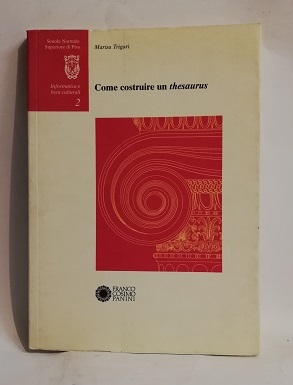 Scuola Normale
Superiore di Pisa
Informatica e
beni culturali
2
Marisa Trigari
Come costruire un thesaurus
FRANCO
COSIMO
PANINI